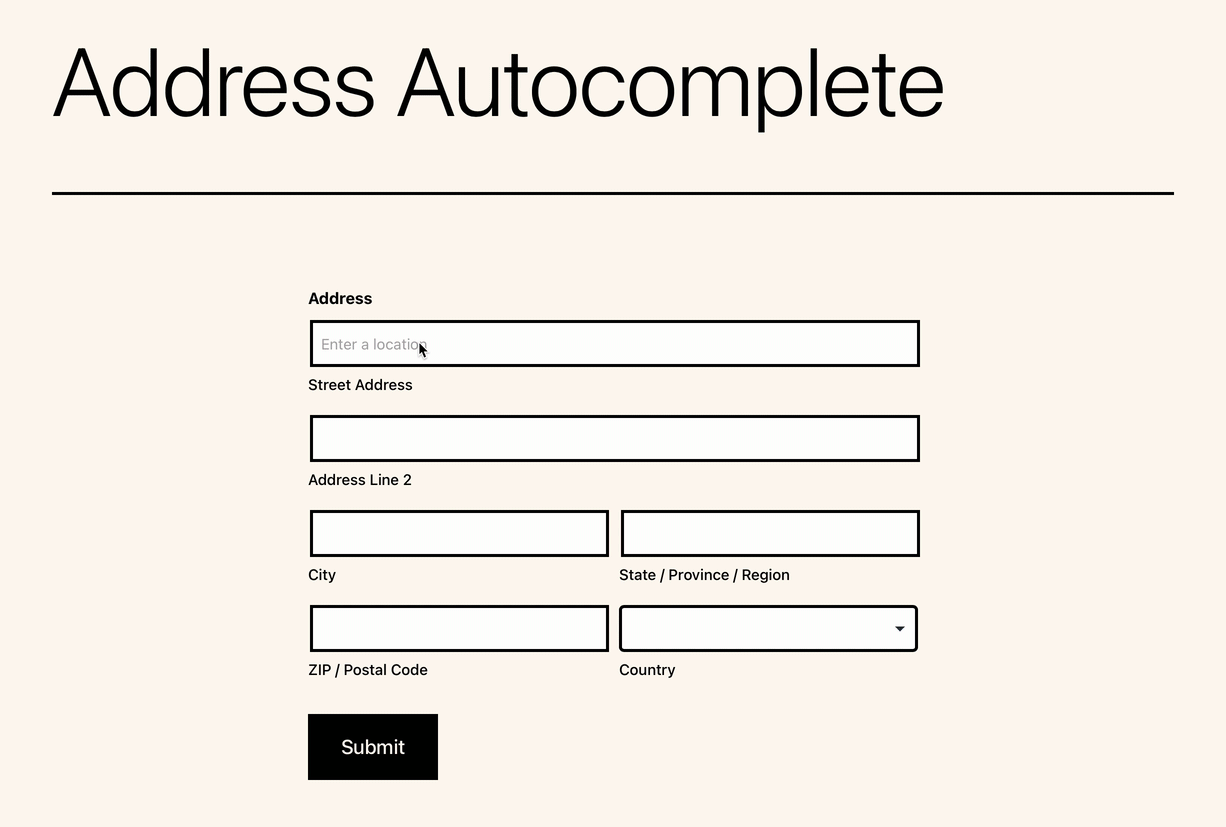 Address Autocomplete
Address
Enter a location
Street Address
Address Line 2
City
State / Province / Region
ZIP / Postal Code
Country
Submit